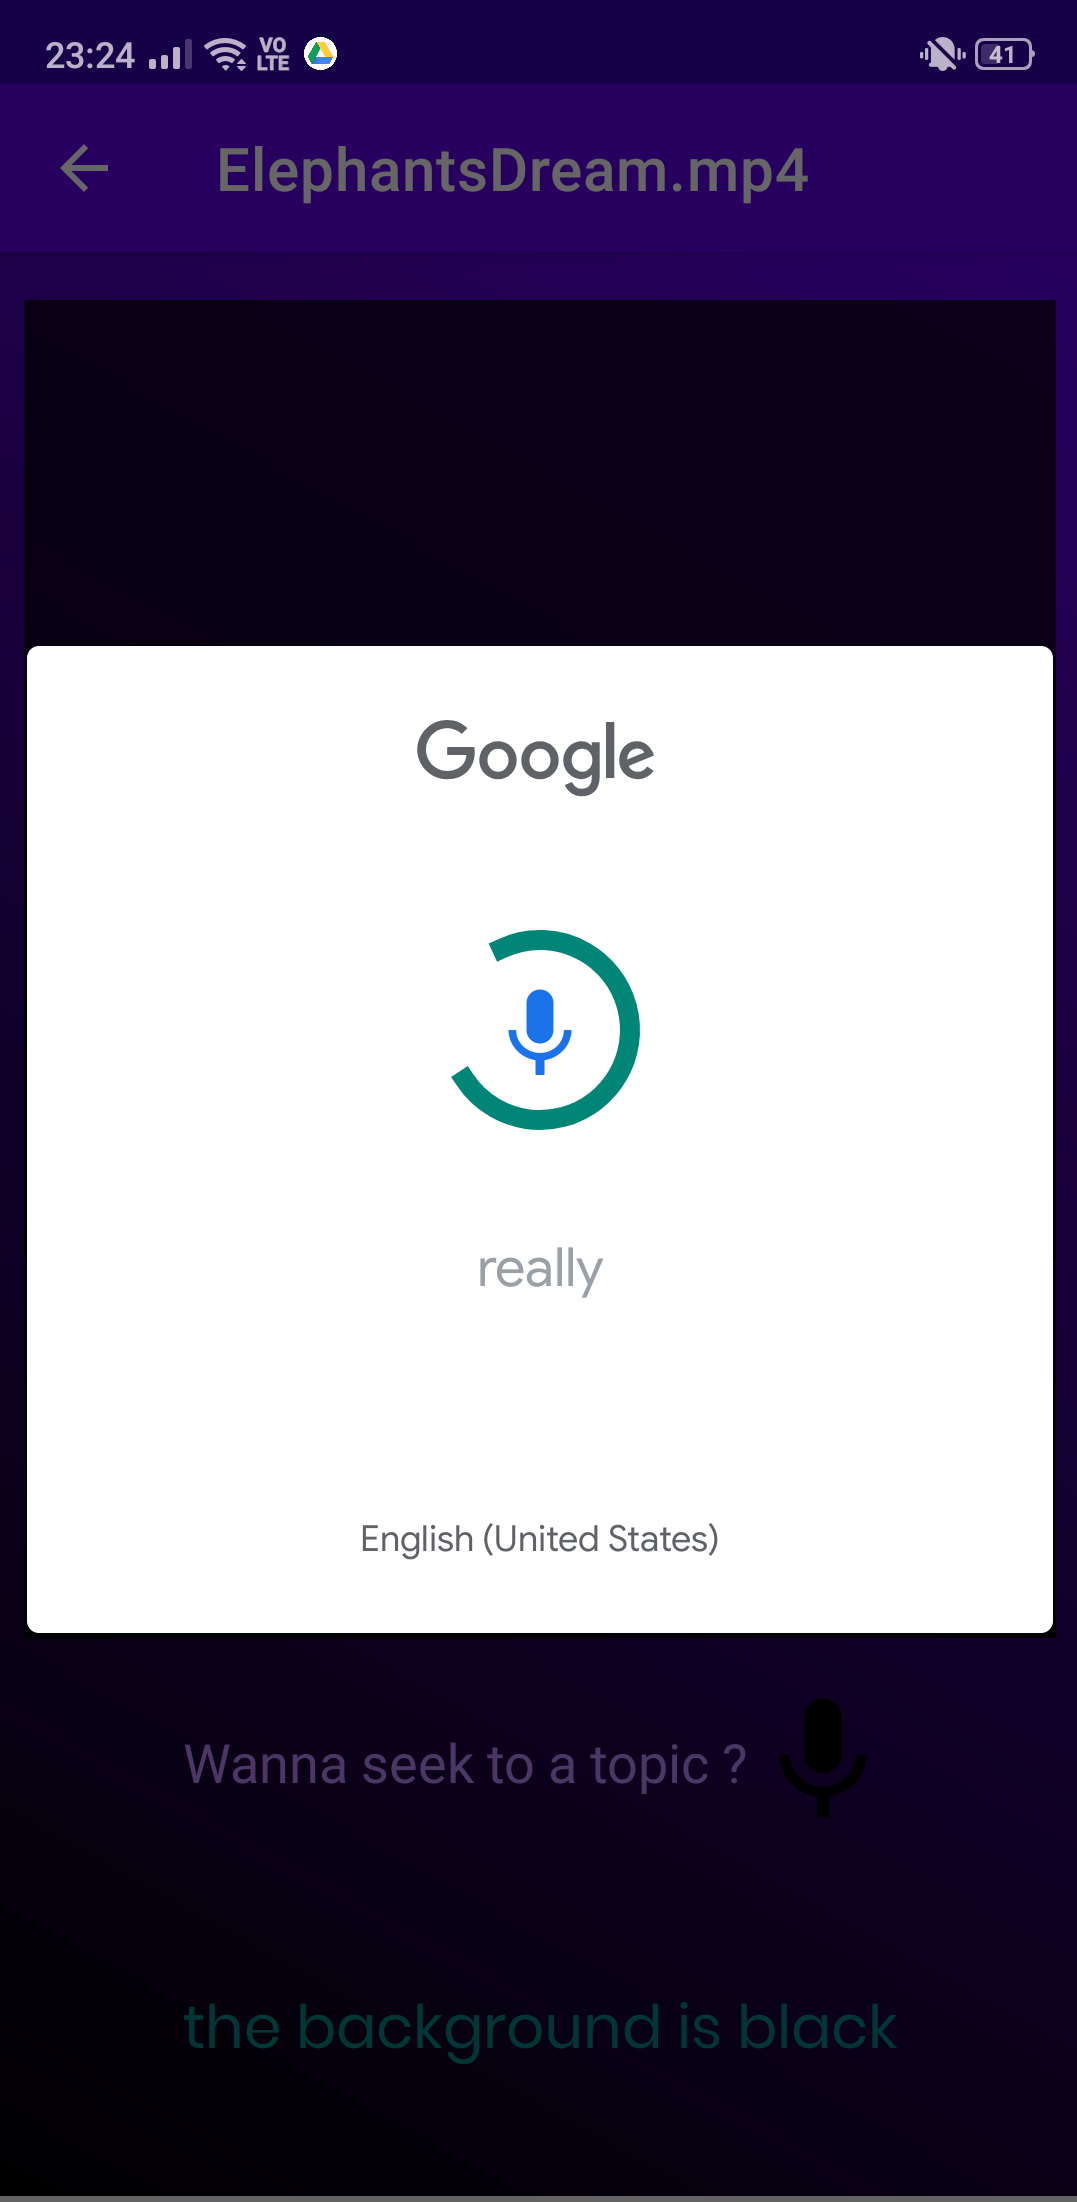 23:24 VO LTE 41
ElephantsDream.mp4
Google
really
English (United States)
Wanna seek to a topic ?
the background is black